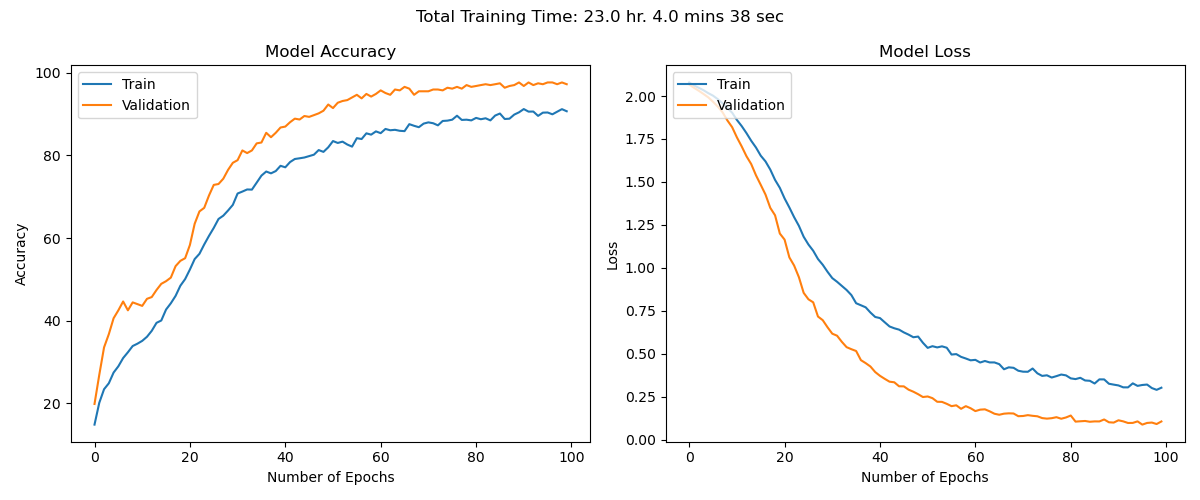 Total Training Time: 23.0 hr. 4.0 mins 38 sec
Model Accuracy
Train
Validation
100
80
60
40
20
Accuracy
0 20 40 60 80 100
Number of Epochs
Model Loss
Train
Validation
2.00
1.75
1.50
1.25
1.00
0.75
0.50
0.25
0.00
Loss
0 20 40 60 80 100
Number of Epochs